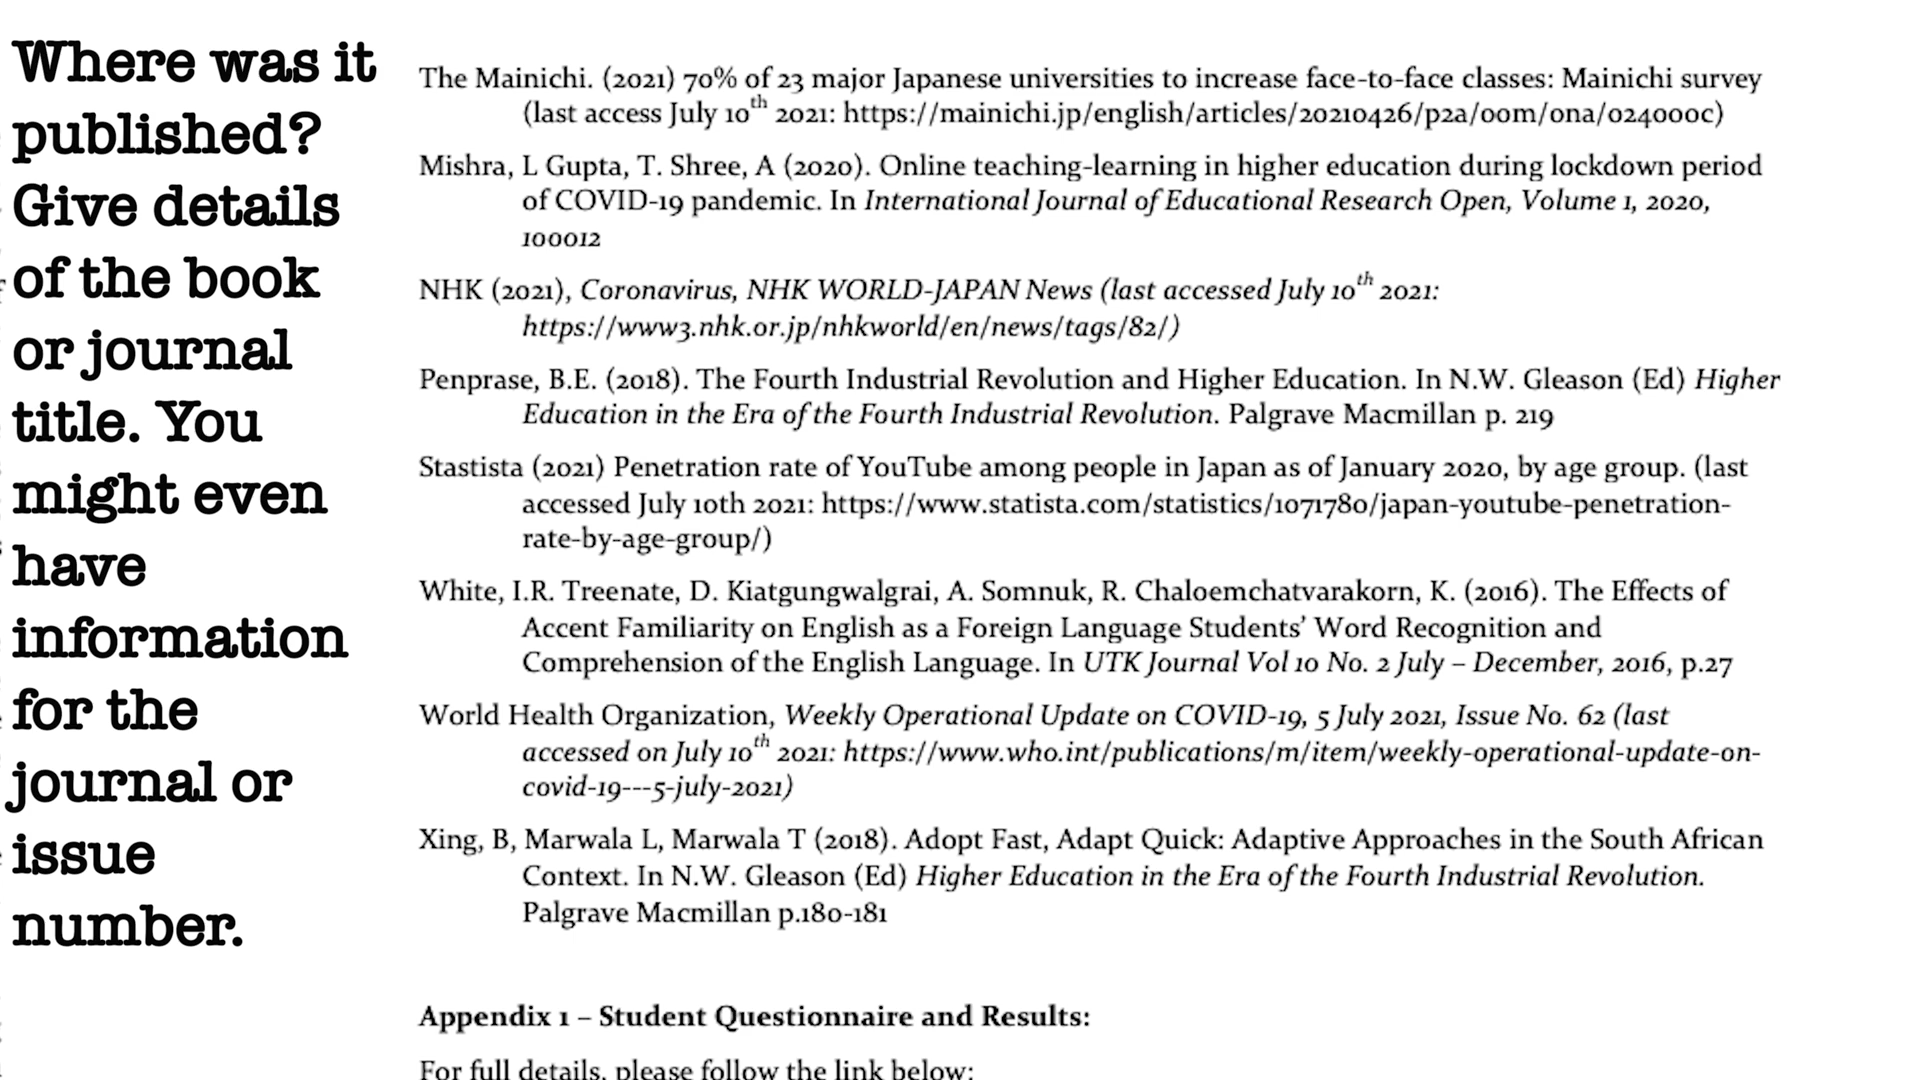 Where was it
published?
Give details
of the book
or journal
title. You
might even
have
information
for the
journal or
issue
number.
The Mainichi. (2021) 70% of 23 major Japanese universities to increase face-to-face classes: Mainichi survey
(last access July 10th 2021: https://mainichi.jp/english/articles/20210426/p2a/00m/0na/024000c)
Mishra, L Gupta, T. Shree, A (2020). Online teaching-learning in higher education during lockdown period
of COVID-19 pandemic. In International Journal of Educational Research Open, Volume 1, 2020,
100012
NHK (2021), Coronavirus, NHK WORLD-JAPAN News (last accessed July 10th 2021:
https://www3.nhk.or.jp/nhkworld/en/news/tags/82/)
Penprase, B.E. (2018). The Fourth Industrial Revolution and Higher Education. In N.W. Gleason (Ed) Higher
Education in the Era of the Fourth Industrial Revolution. Palgrave Macmillan p. 219
Stastista (2021) Penetration rate of YouTube among people in Japan as of January 2020, by age group. (last
accessed July 10th 2021: https://www.statista.com/statistics/1071780/japan-youtube-penetration-
rate-by-age-group/)
White, I.R. Treenate, D. Kiatgungwalgrai, A. Somnuk, R. Chaloemchatvarakorn, K. (2016). The Effects of
Accent Familiarity on English as a Foreign Language Students’ Word Recognition and
Comprehension of the English Language. In UTK Journal Vol 10 No. 2 July – December, 2016, p.27
World Health Organization, Weekly Operational Update on COVID-19, 5 July 2021, Issue No. 62 (last
accessed on July 10th 2021: https://www.who.int/publications/m/item/weekly-operational-update-on-
covid-19---5-july-2021)
Xing, B, Marwala L, Marwala T (2018). Adopt Fast, Adapt Quick: Adaptive Approaches in the South African
Context. In N.W. Gleason (Ed) Higher Education in the Era of the Fourth Industrial Revolution.
Palgrave Macmillan p.180-181
Appendix 1 – Student Questionnaire and Results:
For full details, please follow the link below: